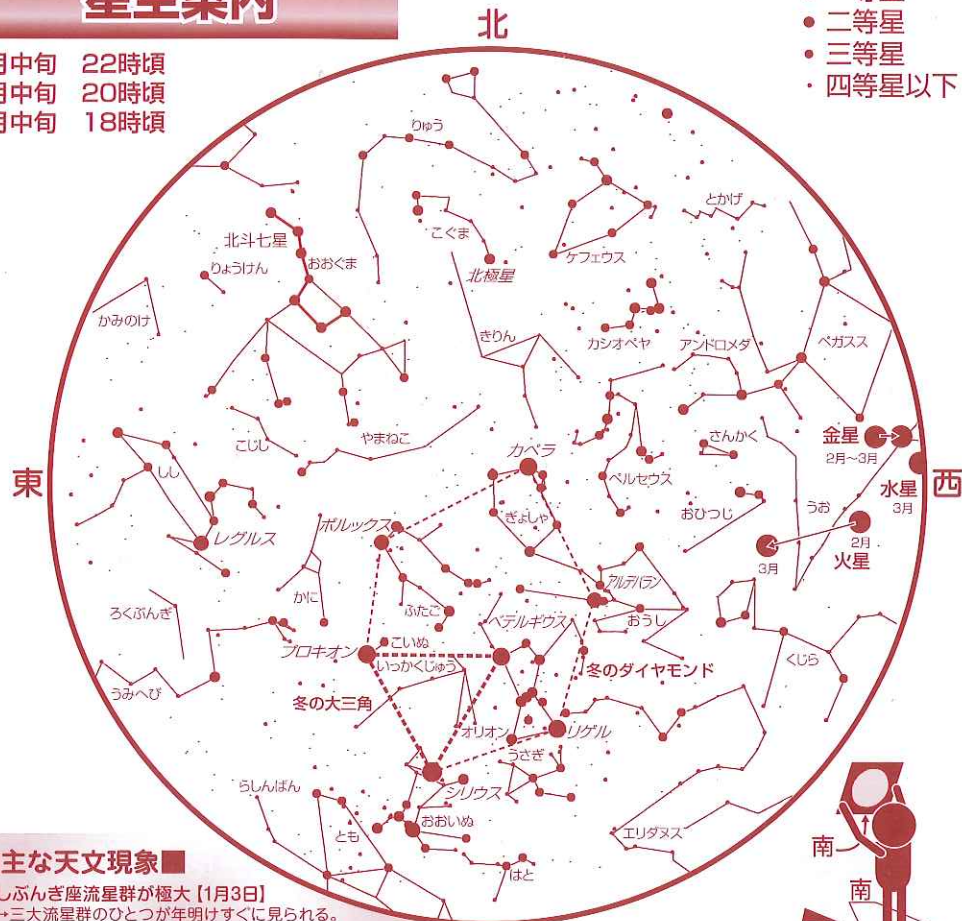 星空案内
北
月中旬 22時頃
月中旬 20時頃
月中旬 18時頃
二等星
三等星
四等星以下
りゅう
とかげ
こぐま
北斗七星
おおぐま
りょうけん
北極星
ケフェウス
かみのけ
きりん
カシオペヤ
アンドロメダ
ペガスス
こじし
やまねこ
カペラ
さんかく
金星
2月~3月
東
しし
ペルセウス
水星
3月
西
レグルス
ポルックス
ぎょしゃ
おひつじ
うお
2月
火星
3月
アルデバラン
かに
ふたご
おうし
ろくぶんぎ
ベテルギウス
こいぬ
プロキオン
いっかくじゅう
くじら
うみへび
冬のダイヤモンド
冬の大三角
オリオン
リゲル
うさぎ
らしんばん
シリウス
とも
おおいぬ
エリダヌス
はと
南
南
主な天文現象■
しぶんぎ座流星群が極大【1月3日】
→三大流星群のひとつが年明けすぐに見られる。